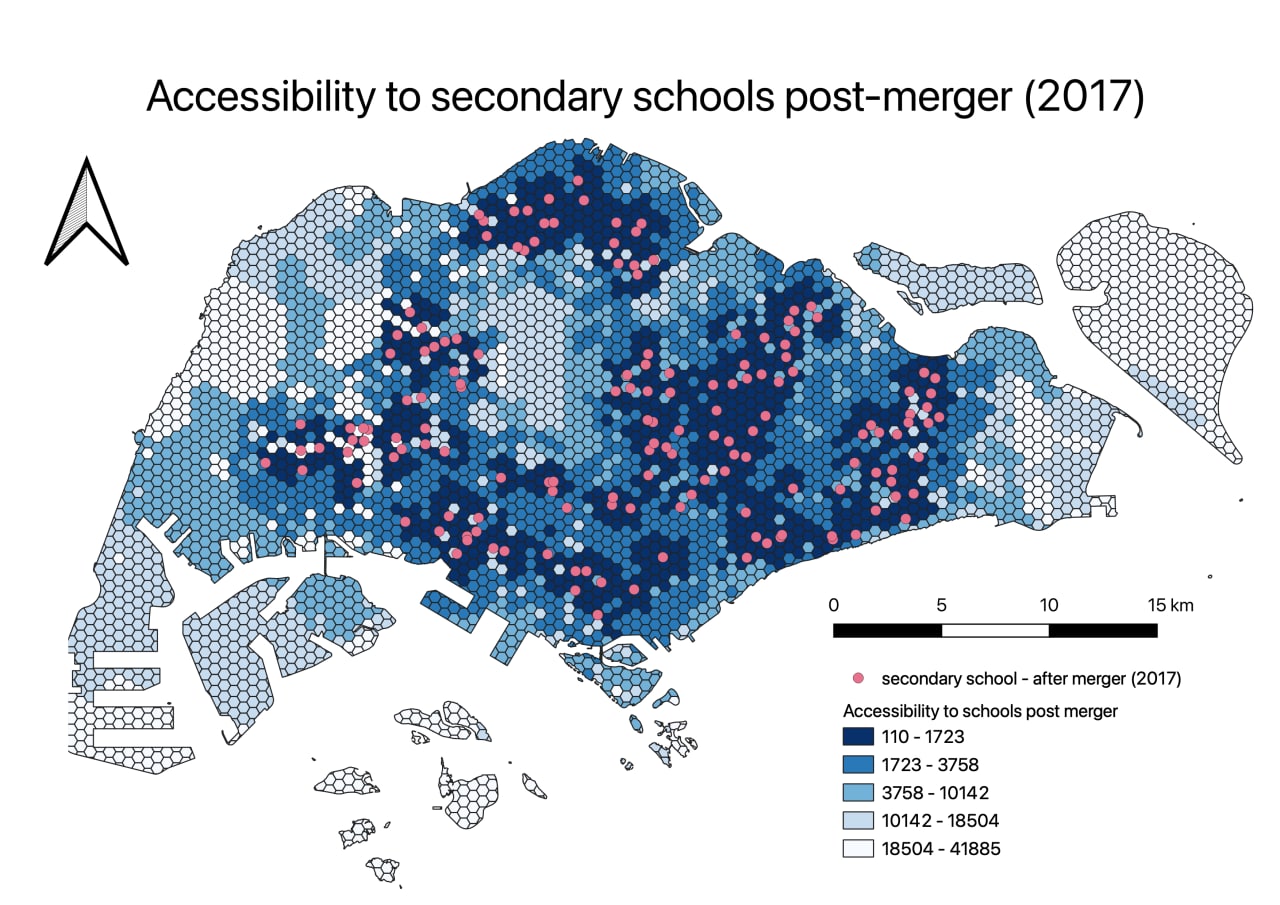 Accessibility to secondary schools post-merger (2017)
0 5 10 15 km
secondary school - after merger (2017)
Accessibility to schools post merger
110 - 1723
1723 - 3758
3758 - 10142
10142 - 18504
18504 - 41885